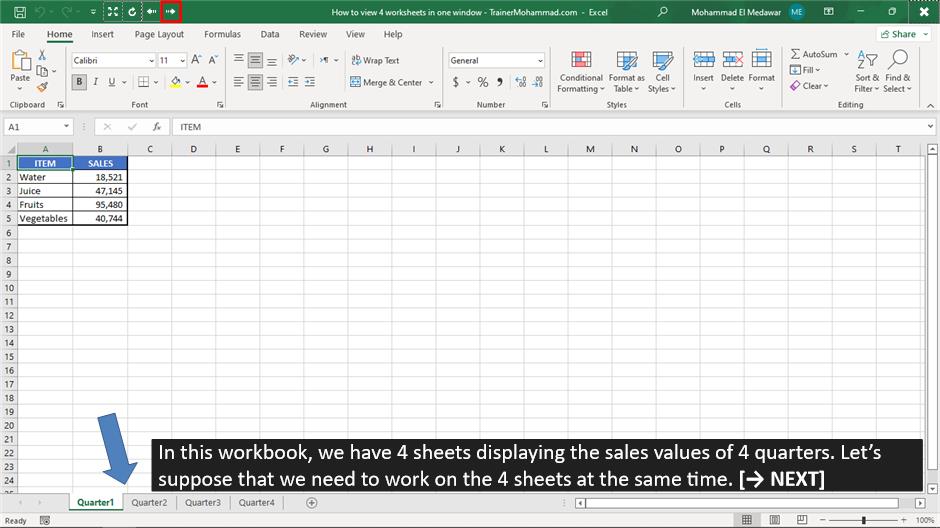 How to view 4 worksheets in one window - TrainerMohammad.com - Excel
Mohammad El Medawar ME
File Home Insert Page Layout Formulas Data Review View Help Share
Calibri 11 Wrap Text General AutoSum
Paste Conditional Formatting Format as Table Cell Styles Insert Delete Format Fill Sort & Filter Find & Select
B I U A Merge & Center $ % , Clear
Clipboard Font Alignment Number Styles Cells Editing
A1 fx ITEM
A B C D E F G H I J K L M N O P Q R S T
1 ITEM SALES
2 Water 18,521
3 Juice 47,145
4 Fruits 95,480
5 Vegetables 40,744
6
7
8
9
10
11
12
13
14
15
16
17
18
19
20
21
22
23
24
In this workbook, we have 4 sheets displaying the sales values of 4 quarters. Let’s
suppose that we need to work on the 4 sheets at the same time. [→ NEXT]
Quarter1 Quarter2 Quarter3 Quarter4
Ready 100%